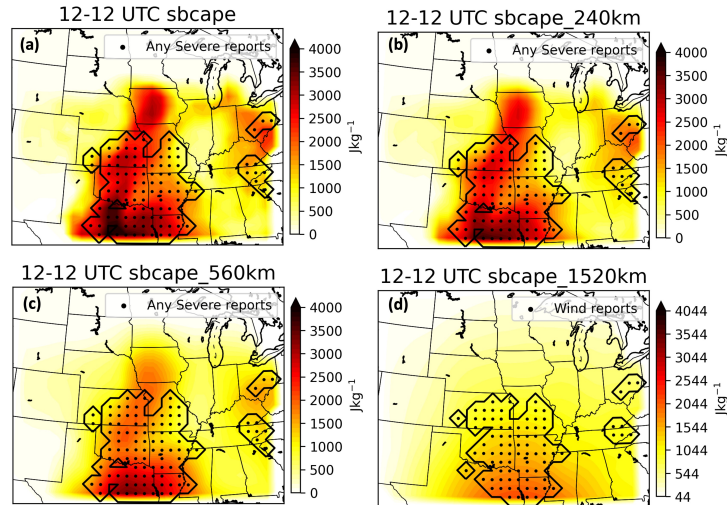 12-12 UTC sbcape
(a)
Any Severe reports
4000
3500
3000
2500
2000
1500
1000
500
0
Jkg⁻¹
12-12 UTC sbcape_240km
(b)
Any Severe reports
4000
3500
3000
2500
2000
1500
1000
500
0
Jkg⁻¹
12-12 UTC sbcape_560km
(c)
Any Severe reports
4000
3500
3000
2500
2000
1500
1000
500
0
Jkg⁻¹
12-12 UTC sbcape_1520km
(d)
Wind reports
4044
3544
3044
2544
2044
1544
1044
544
44
Jkg⁻¹